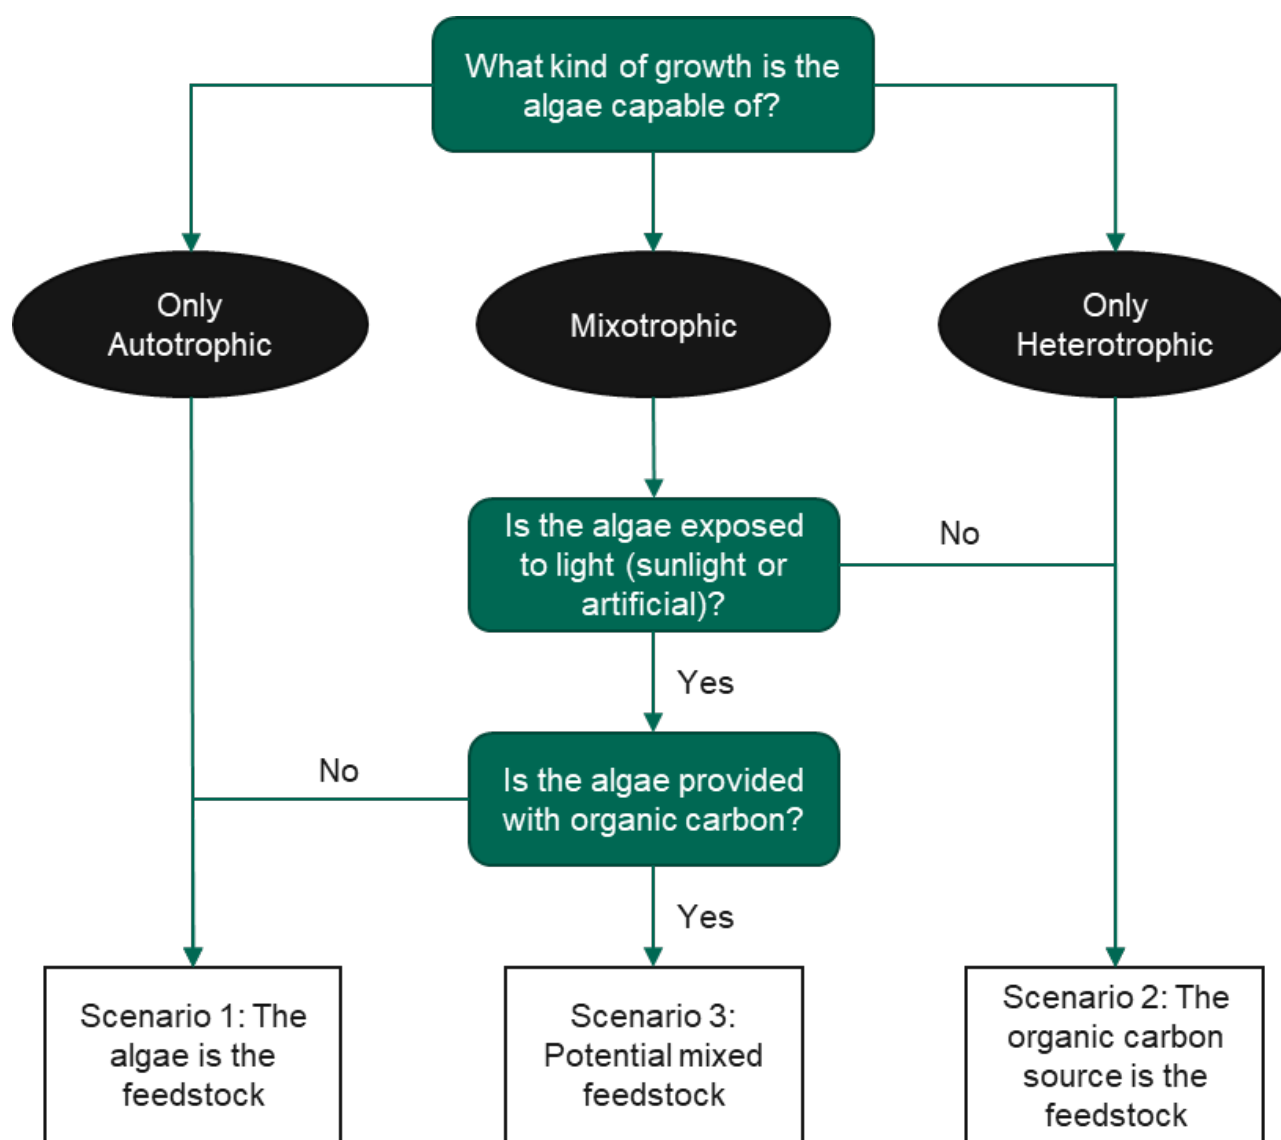 What kind of growth is the
algae capable of?
Only
Autotrophic
Mixotrophic
Only
Heterotrophic
Is the algae exposed
to light (sunlight or
artificial)?
No
Yes
No
Is the algae provided
with organic carbon?
Yes
Scenario 1: The
algae is the
feedstock
Scenario 3:
Potential mixed
feedstock
Scenario 2: The
organic carbon
source is the
feedstock